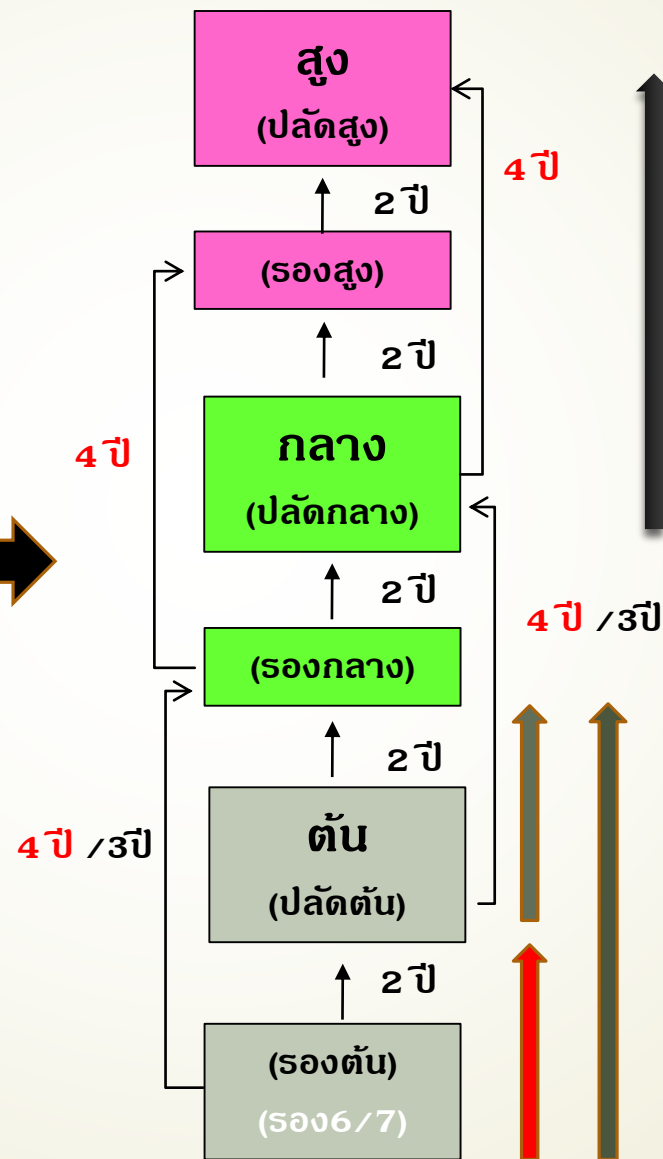 สูง
(ปลัดสูง)
4 ปี
2 ปี
(รองสูง)
2 ปี
กลาง
(ปลัดกลาง)
4 ปี
2 ปี
4 ปี /3ปี
(รองกลาง)
2 ปี
ต้น
(ปลัดต้น)
4 ปี /3ปี
2 ปี
(รองต้น)
(รอง6/7)